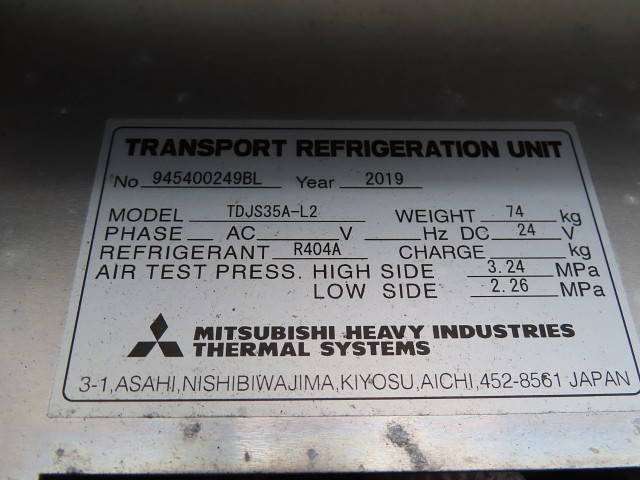 TRANSPORT REFRIGERATION UNIT
No 945400249BL Year 2019
MODEL TDJS35A-L2 WEIGHT 74 kg
PHASE AC V Hz DC 24 V
REFRIGERANT R404A CHARGE kg
AIR TEST PRESS. HIGH SIDE 3.24 MPa
LOW SIDE 2.26 MPa
MITSUBISHI HEAVY INDUSTRIES
THERMAL SYSTEMS
3-1,ASAHI,NISHIBIWAJIMA,KIYOSU,AICHI,452-8561 JAPAN